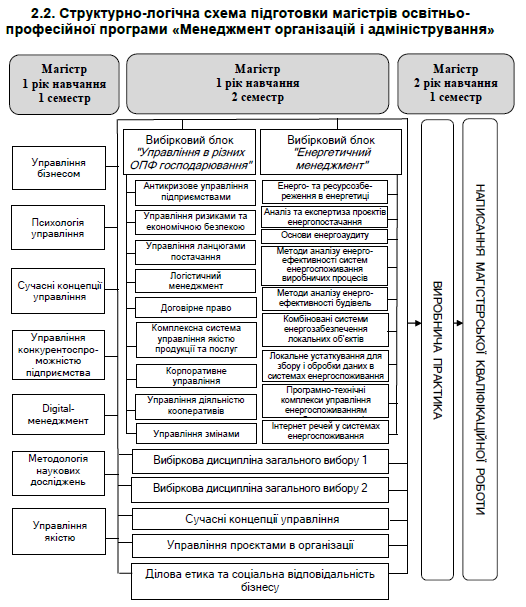 2.2. Структурно-логічна схема підготовки магістрів освітньо-
професійної програми «Менеджмент організацій і адміністрування»
Магістр
1 рік навчання
1 семестр
Магістр
1 рік навчання
2 семестр
Магістр
2 рік навчання
1 семестр
Управління
бізнесом
Психологія
управління
Сучасні концепції
управління
Управління
конкурентоспро-
можністю
підприємства
Digital-
менеджмент
Методологія
наукових
досліджень
Управління
якістю
Вибірковий блок
"Управління в різних
ОПФ господарювання"
Антикризове управління
підприємствами
Управління ризиками та
економічною безпекою
Управління ланцюгами
постачання
Логістичний
менеджмент
Договірне право
Комплексна система
управління якістю
продукції та послуг
Корпоративне
управління
Управління діяльністю
кооперативів
Управління змінами
Вибірковий блок
"Енергетичний
менеджмент"
Енерго- та ресурсозбе-
реження в енергетиці
Аналіз та експертиза проєктів
енергопостачання
Основи енергоаудиту
Методи аналізу енерго-
ефективності систем
енергоспоживання
виробничих процесів
Методи аналізу енерго-
ефективності будівель
Комбіновані системи
енергозабезпечення
локальних об'єктів
Локальне устаткування для
збору і обробки даних в
системах енергоспоживання
Програмно-технічні
комплекси управління
енергоспоживанням
Інтернет речей у системах
енергоспоживання
Вибіркова дисципліна загального вибору 1
Вибіркова дисципліна загального вибору 2
Сучасні концепції управління
Управління проєктами в організації
Ділова етика та соціальна відповідальність
бізнесу
ВИРОБНИЧА ПРАКТИКА
НАПИСАННЯ МАГІСТЕРСЬКОЇ КВАЛІФІКАЦІЙНОЇ РОБОТИ